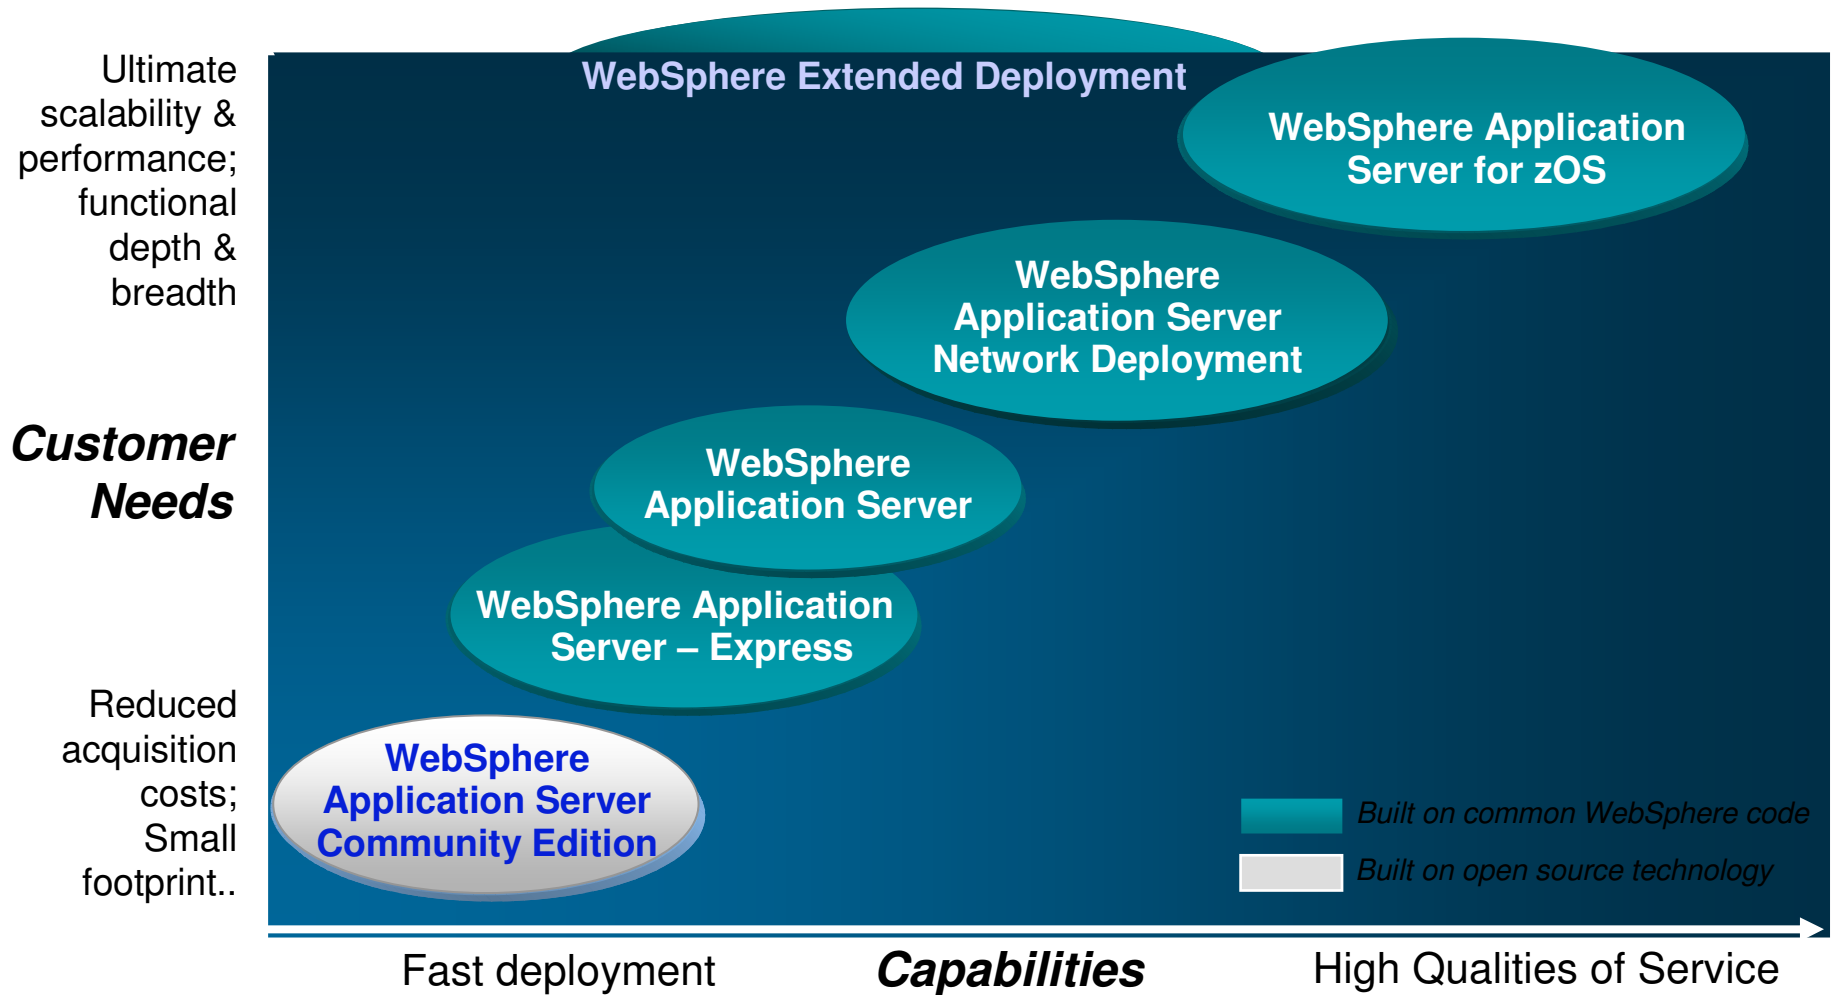 Ultimate
scalability &
performance;
functional
depth &
breadth
Customer
Needs
Reduced
acquisition
costs;
Small
footprint..
WebSphere Extended Deployment
WebSphere Application
Server for zOS
WebSphere
Application Server
Network Deployment
WebSphere
Application Server
WebSphere Application
Server – Express
WebSphere
Application Server
Community Edition
Built on common WebSphere code
Built on open source technology
Fast deployment
Capabilities
High Qualities of Service